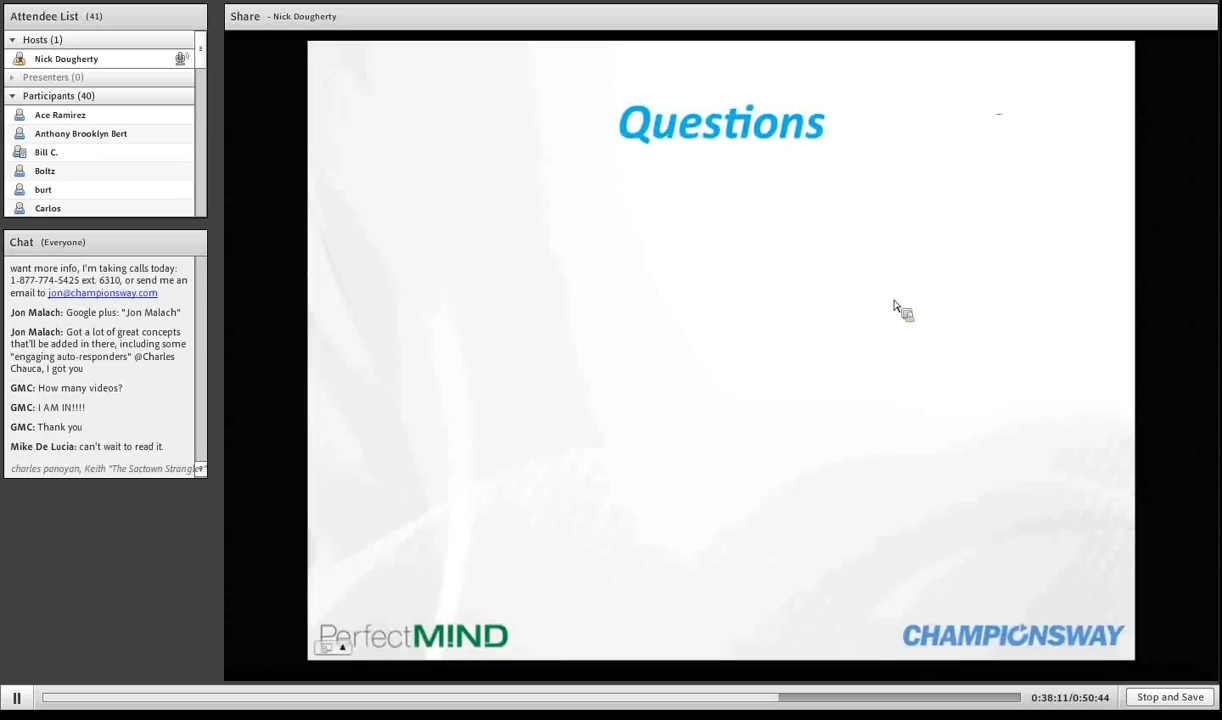 Attendee List (41)
Hosts (1)
Nick Dougherty
Presenters (0)
Participants (40)
Ace Ramirez
Anthony Brooklyn Bert
Bill C.
Boltz
burt
Carlos
Chat (Everyone)
want more info, I'm taking calls today:
1-877-774-5425 ext. 6310, or send me an
email to jon@championsway.com
Jon Malach: Google plus: "Jon Malach"
Jon Malach: Got a lot of great concepts
that'll be added in there, including some
"engaging auto-responders" @Charles
Chauca, I got you
GMC: How many videos?
GMC: I AM IN!!!!
GMC: Thank you
Mike De Lucia: can't wait to read it.
charles panoyan, Keith "The Sactown Strangler"
Share - Nick Dougherty
Questions
PerfectM!ND
CHAMPIONSWAY
0:38:11/0:50:44
Stop and Save